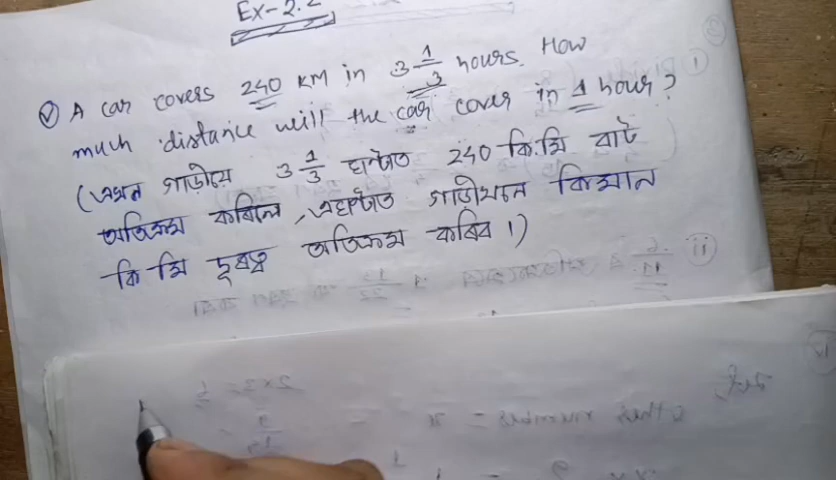 Ex-2.2
(v) A car covers 240 KM in 3 1/3 hours. How
much distance will the car cover in 1 hour?
(এখন গাড়ীয়ে 3 1/3 ঘণ্টাত 240 কি.মি বাট
অতিক্ৰম কৰিলে, এঘণ্টাত গাড়ীখনে কিমান
কি মি দূৰত্ব অতিক্ৰম কৰিব।)